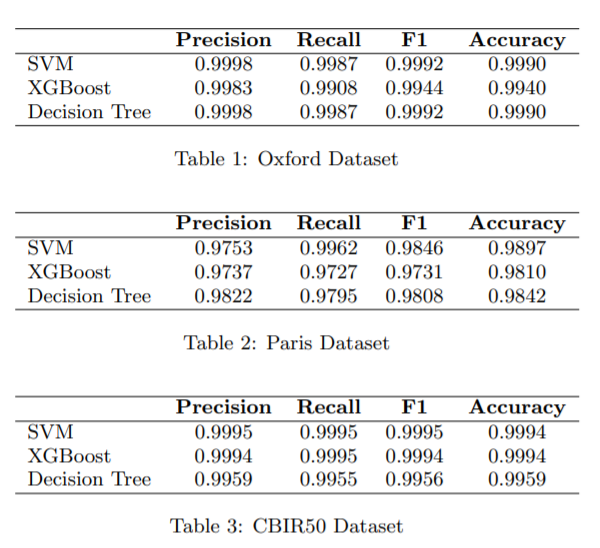 Precision Recall F1 Accuracy
SVM 0.9998 0.9987 0.9992 0.9990
XGBoost 0.9983 0.9908 0.9944 0.9940
Decision Tree 0.9998 0.9987 0.9992 0.9990
Table 1: Oxford Dataset
Precision Recall F1 Accuracy
SVM 0.9753 0.9962 0.9846 0.9897
XGBoost 0.9737 0.9727 0.9731 0.9810
Decision Tree 0.9822 0.9795 0.9808 0.9842
Table 2: Paris Dataset
Precision Recall F1 Accuracy
SVM 0.9995 0.9995 0.9995 0.9994
XGBoost 0.9994 0.9995 0.9994 0.9994
Decision Tree 0.9959 0.9955 0.9956 0.9959
Table 3: CBIR50 Dataset